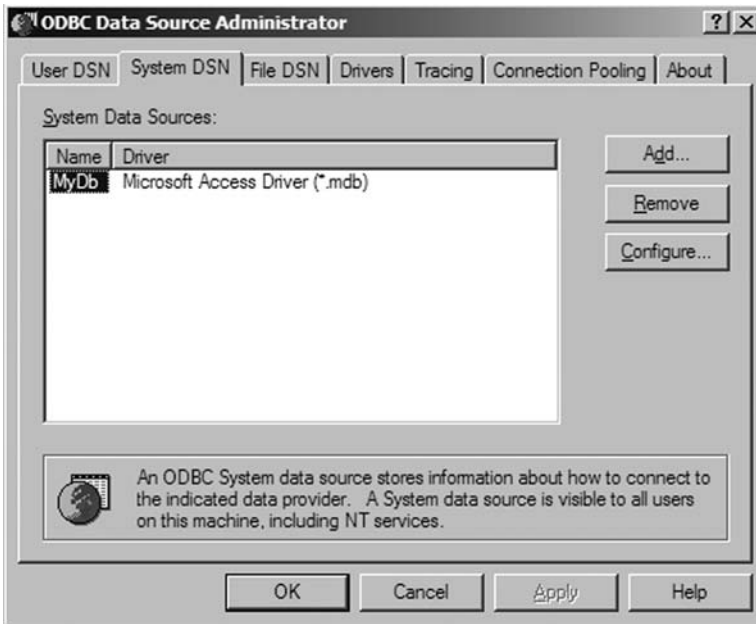 ODBC Data Source Administrator
User DSN System DSN File DSN Drivers Tracing Connection Pooling About
System Data Sources:
Name Driver
MyDb Microsoft Access Driver (*.mdb)
Add...
Remove
Configure...
An ODBC System data source stores information about how to connect to
the indicated data provider. A System data source is visible to all users
on this machine, including NT services.
OK Cancel Apply Help